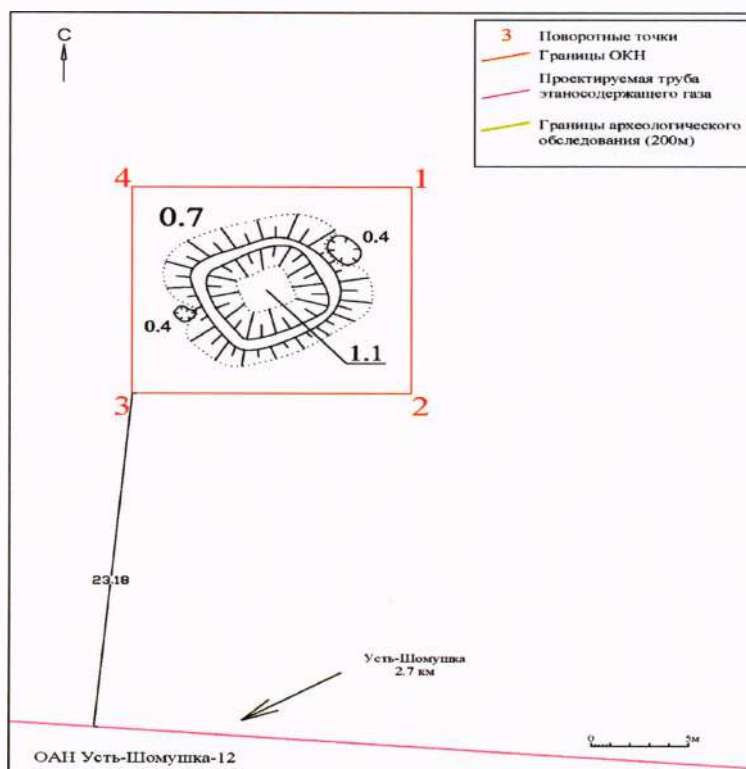 С
3 Поворотные точки
Границы ОКН
Проектируемая труба
этаносодержащего газа
Границы археологического
обследования (200м)
4
1
0.7
0.4
0.4
1.1
3
2
23.18
Усть-Шомушка
2.7 км
0
5м
ОАН Усть-Шомушка-12